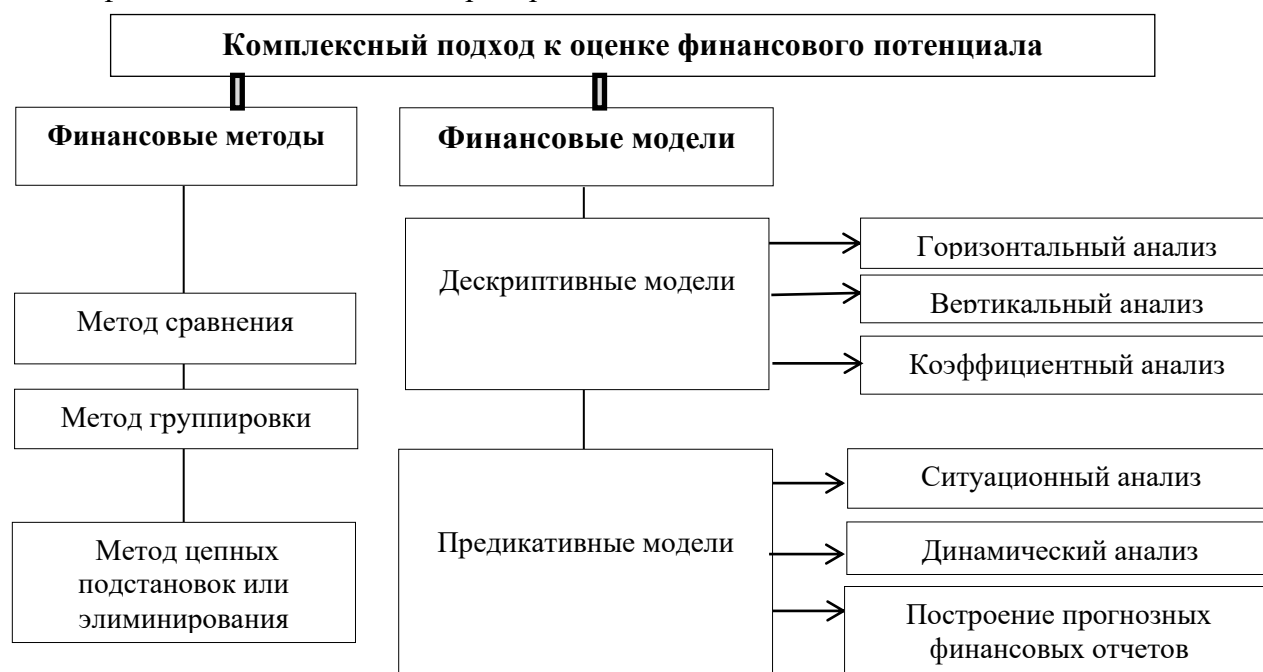 Комплексный подход к оценке финансового потенциала
Финансовые методы
Финансовые модели
Метод сравнения
Метод группировки
Метод цепных
подстановок или
элиминирования
Дескриптивные модели
Горизонтальный анализ
Вертикальный анализ
Коэффициентный анализ
Предикативные модели
Ситуационный анализ
Динамический анализ
Построение прогнозных
финансовых отчетов